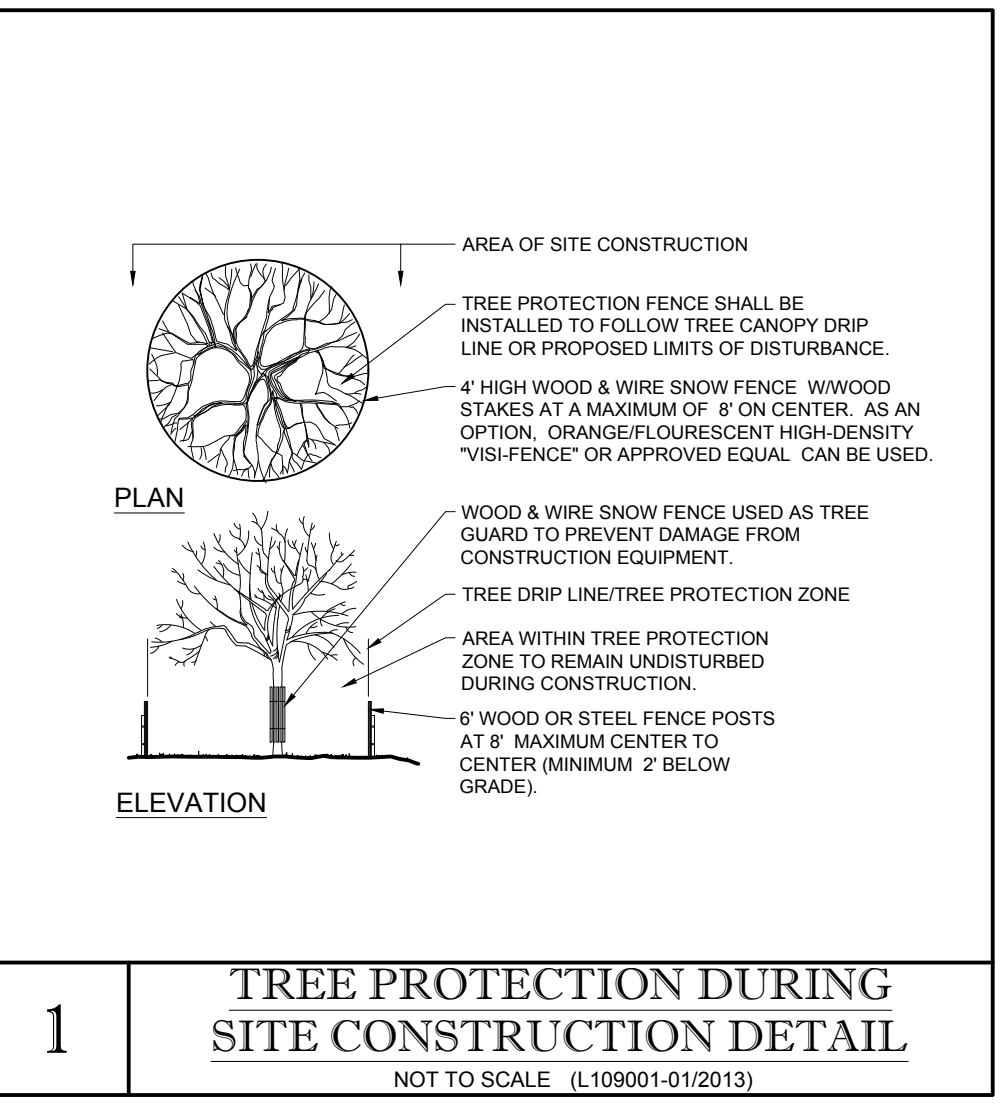 AREA OF SITE CONSTRUCTION
TREE PROTECTION FENCE SHALL BE
INSTALLED TO FOLLOW TREE CANOPY DRIP
LINE OR PROPOSED LIMITS OF DISTURBANCE.
4' HIGH WOOD & WIRE SNOW FENCE W/WOOD
STAKES AT A MAXIMUM OF 8' ON CENTER. AS AN
OPTION, ORANGE/FLOURESCENT HIGH-DENSITY
"VISI-FENCE" OR APPROVED EQUAL CAN BE USED.
PLAN
WOOD & WIRE SNOW FENCE USED AS TREE
GUARD TO PREVENT DAMAGE FROM
CONSTRUCTION EQUIPMENT.
TREE DRIP LINE/TREE PROTECTION ZONE
AREA WITHIN TREE PROTECTION
ZONE TO REMAIN UNDISTURBED
DURING CONSTRUCTION.
6' WOOD OR STEEL FENCE POSTS
AT 8' MAXIMUM CENTER TO
CENTER (MINIMUM 2' BELOW
GRADE).
ELEVATION
1
TREE PROTECTION DURING
SITE CONSTRUCTION DETAIL
NOT TO SCALE (L109001-01/2013)